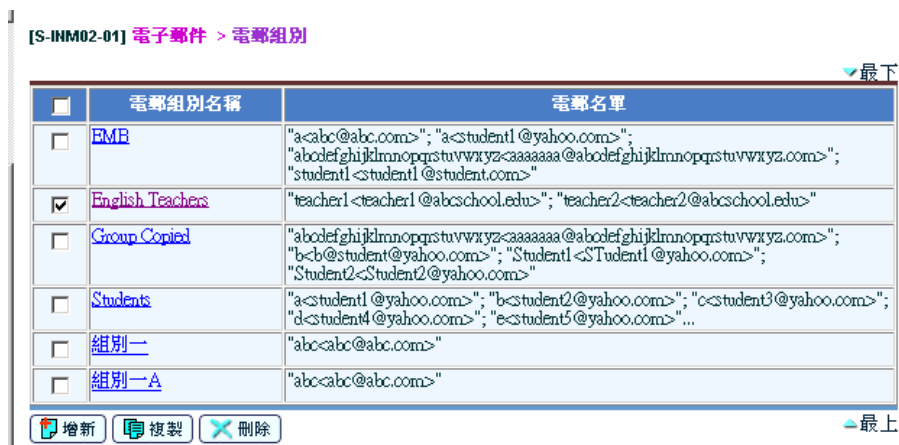 [S-INM02-01] 電子郵件 > 電郵組別
最下
電郵組別名稱 電郵名單
EMB "a<abc@abc.com>"; "a<student1@yahoo.com>";
"abcdefghijklmnopqrstuvwxyz<aaaaaaa@abcdefghijklmnopqrstuvwxyz.com>";
"student1<student1@student.com>"
English Teachers "teacher1<teacher1@abcschool.edu>"; "teacher2<teacher2@abcschool.edu>"
Group Copied "abcdefghijklmnopqrstuvwxyz<aaaaaaa@abcdefghijklmnopqrstuvwxyz.com>";
"b<b@student@yahoo.com>"; "Student1<STudent1@yahoo.com>";
"Student2<Student2@yahoo.com>"
Students "a<student1@yahoo.com>"; "b<student2@yahoo.com>"; "c<student3@yahoo.com>";
"d<student4@yahoo.com>"; "e<student5@yahoo.com>"...
組別一 "abc<abc@abc.com>"
組別一A "abc<abc@abc.com>"
增新 複製 刪除 最上